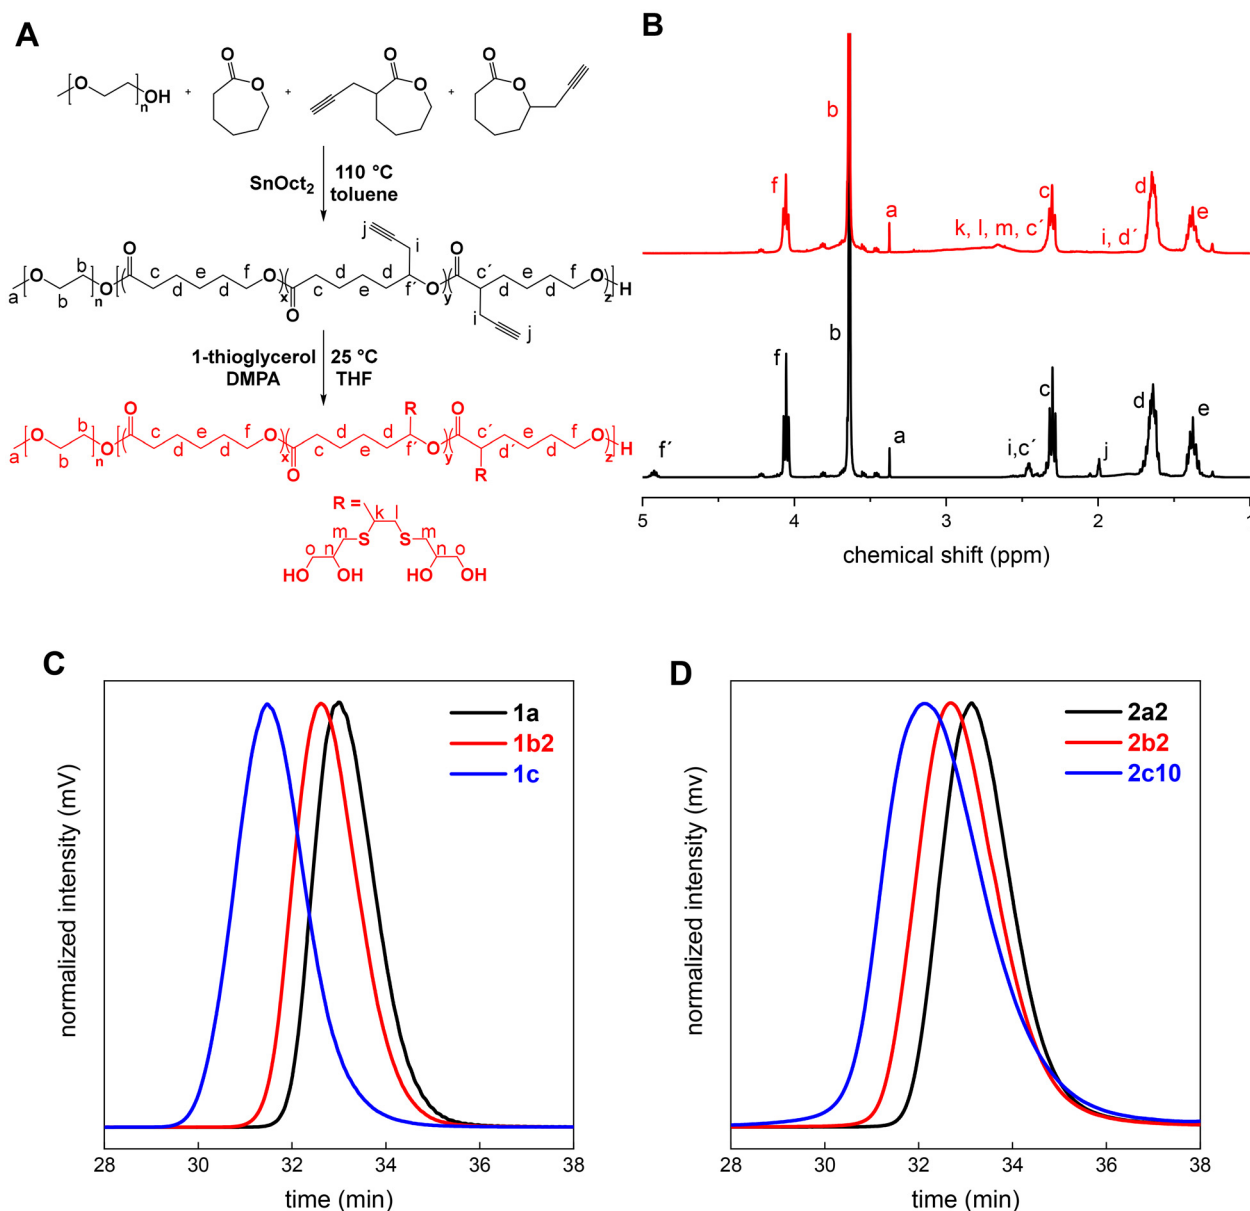 A
O
O
OH
n
+
O
O
+
O
O
+
O
O
SnOct2
110 °C
toluene
j
i
O
a
O
b
b
O
n
c
d
e
d
f
O
x
O
c
d
e
d
f´
O
y
O
c´
d
e
d
f
O
z
H
i
j
1-thioglycerol
25 °C
DMPA
THF
O
R
O
a
O
b
b
O
n
c
d
e
d
f
O
x
O
c
d
e
d
f´
O
y
c´
d´
e
d
f
O
z
H
R
R =
k
l
m
S
S
m
o
n
n
o
HO
OH
HO
OH
B
b
f
a
k, l, m, c´
c
i, d´
d
e
b
f
f´
a
i,c´
c
j
d
e
5
4
3
2
1
chemical shift (ppm)
C
1a
1b2
1c
normalized intensity (mV)
28
30
32
34
36
38
time (min)
D
2a2
2b2
2c10
normalized intensity (mv)
28
30
32
34
36
38
time (min)